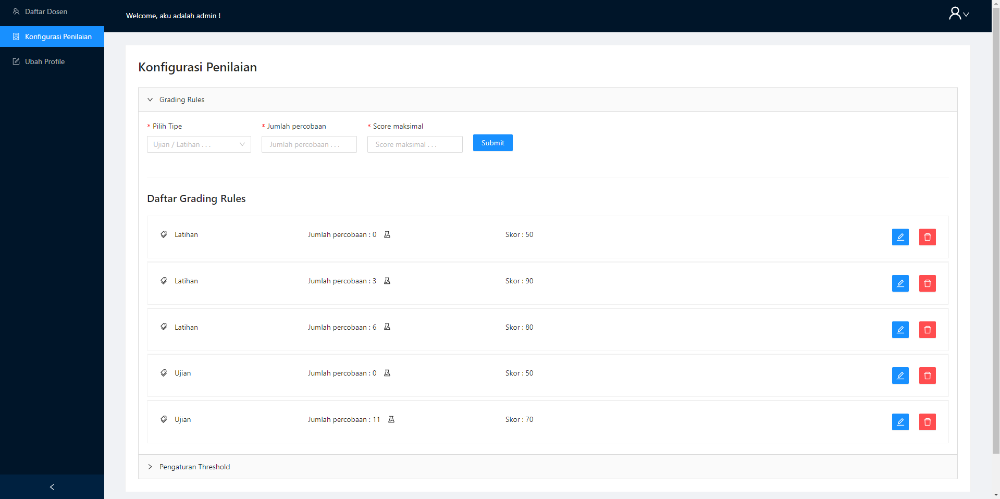 Daftar Dosen
Welcome, aku adalah admin !
Konfigurasi Penilaian
Ubah Profile
Konfigurasi Penilaian
Grading Rules
* Pilih Tipe
* Jumlah percobaan
* Score maksimal
Ujian / Latihan . . .
Jumlah percobaan . . .
Score maksimal . . .
Submit
Daftar Grading Rules
Latihan Jumlah percobaan : 0 Skor : 50
Latihan Jumlah percobaan : 3 Skor : 90
Latihan Jumlah percobaan : 6 Skor : 80
Ujian Jumlah percobaan : 0 Skor : 50
Ujian Jumlah percobaan : 11 Skor : 70
Pengaturan Threshold